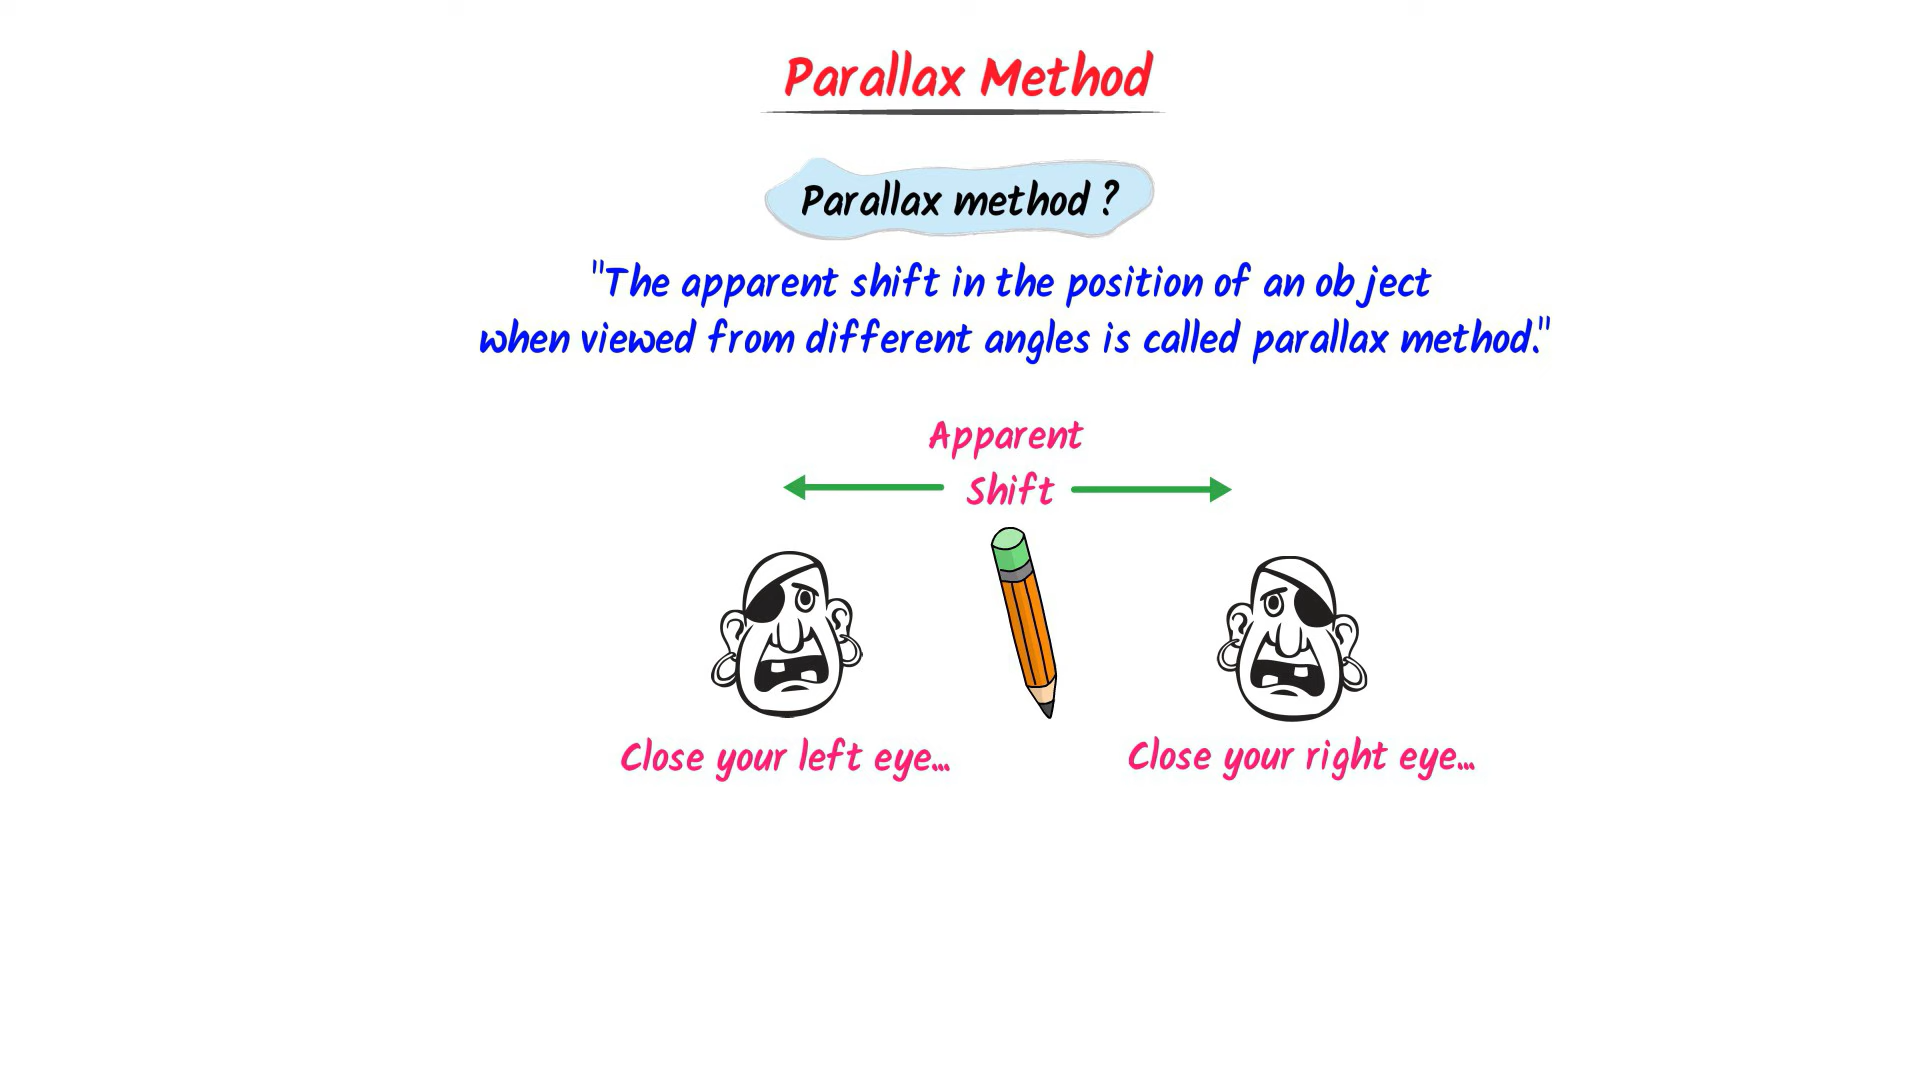 Parallax Method
Parallax method ?
"The apparent shift in the position of an object
when viewed from different angles is called parallax method."
Apparent
Shift
Close your left eye...
Close your right eye...